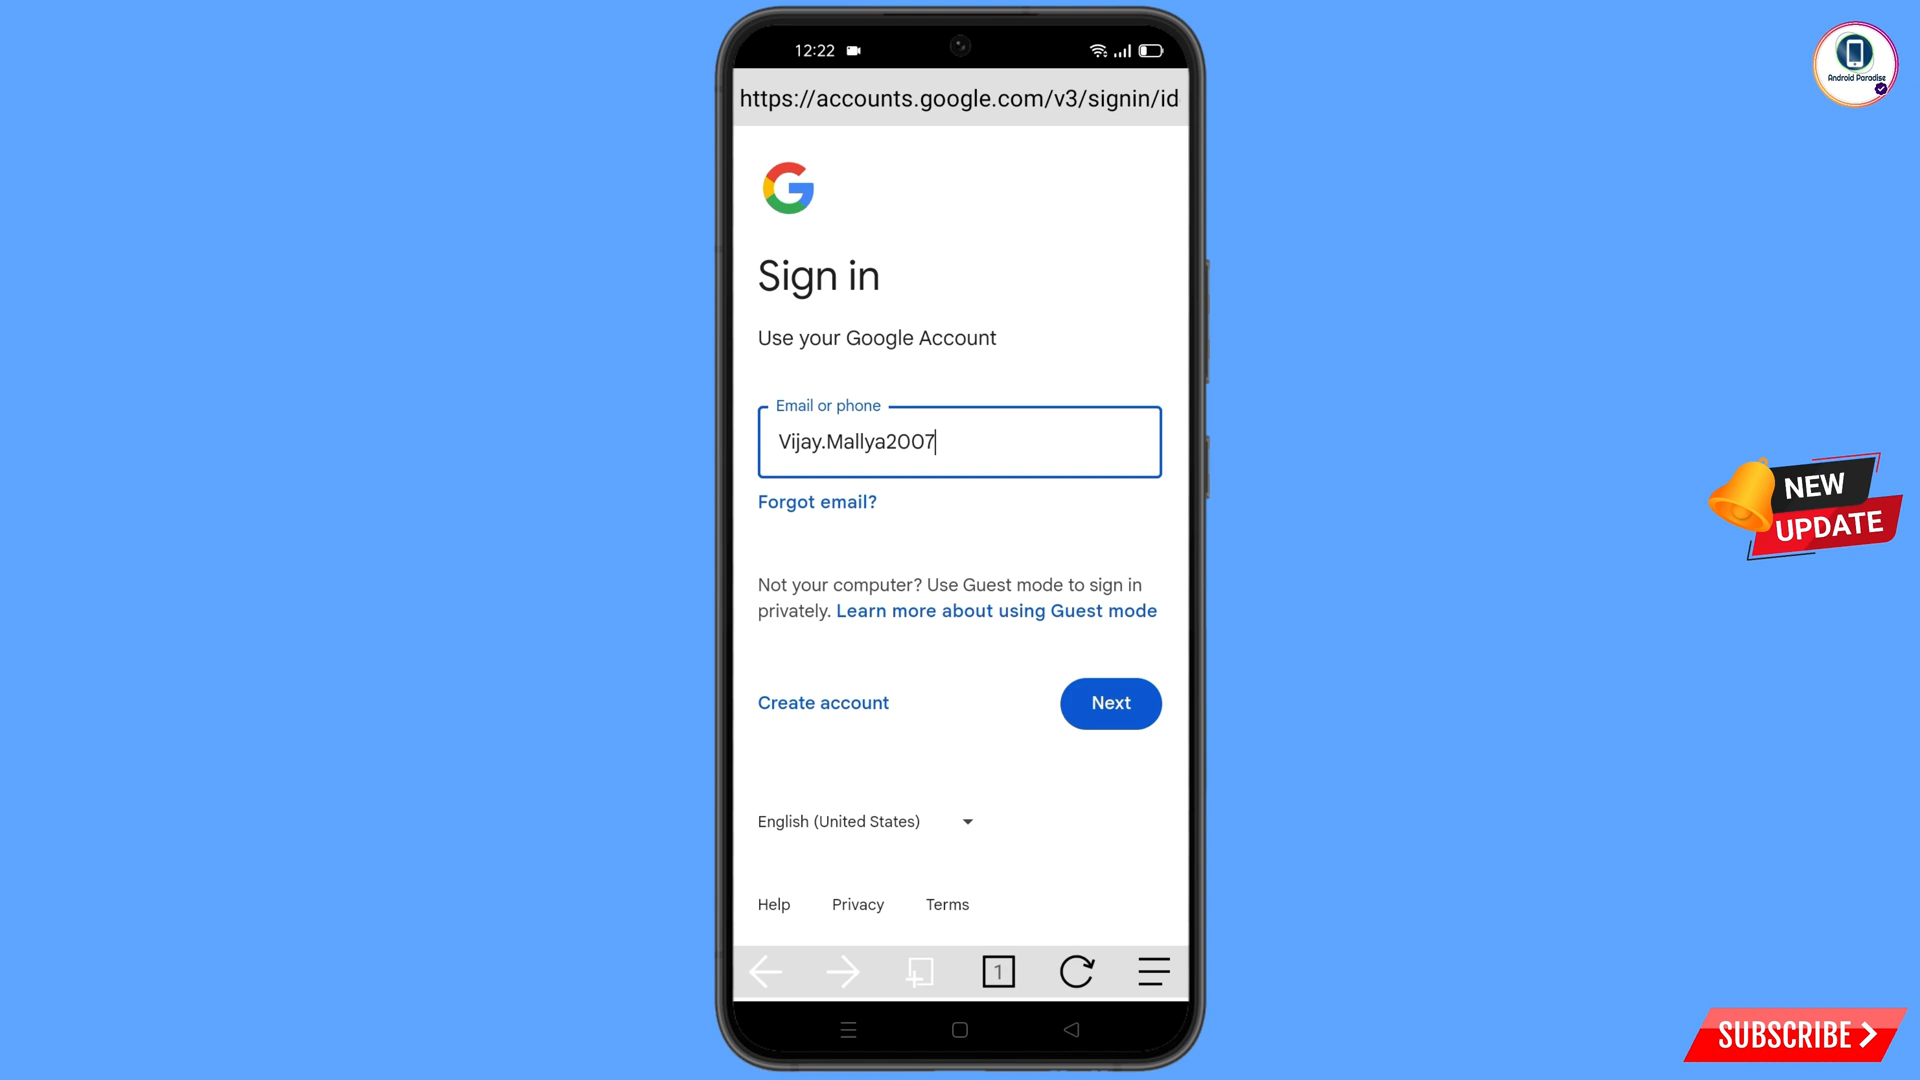 12:22
Android Paradise
https://accounts.google.com/v3/signin/id
Sign in
Use your Google Account
Email or phone
Vijay.Mallya2007
Forgot email?
NEW
UPDATE
Not your computer? Use Guest mode to sign in
privately. Learn more about using Guest mode
Create account
Next
English (United States)
Help Privacy Terms
1
SUBSCRIBE